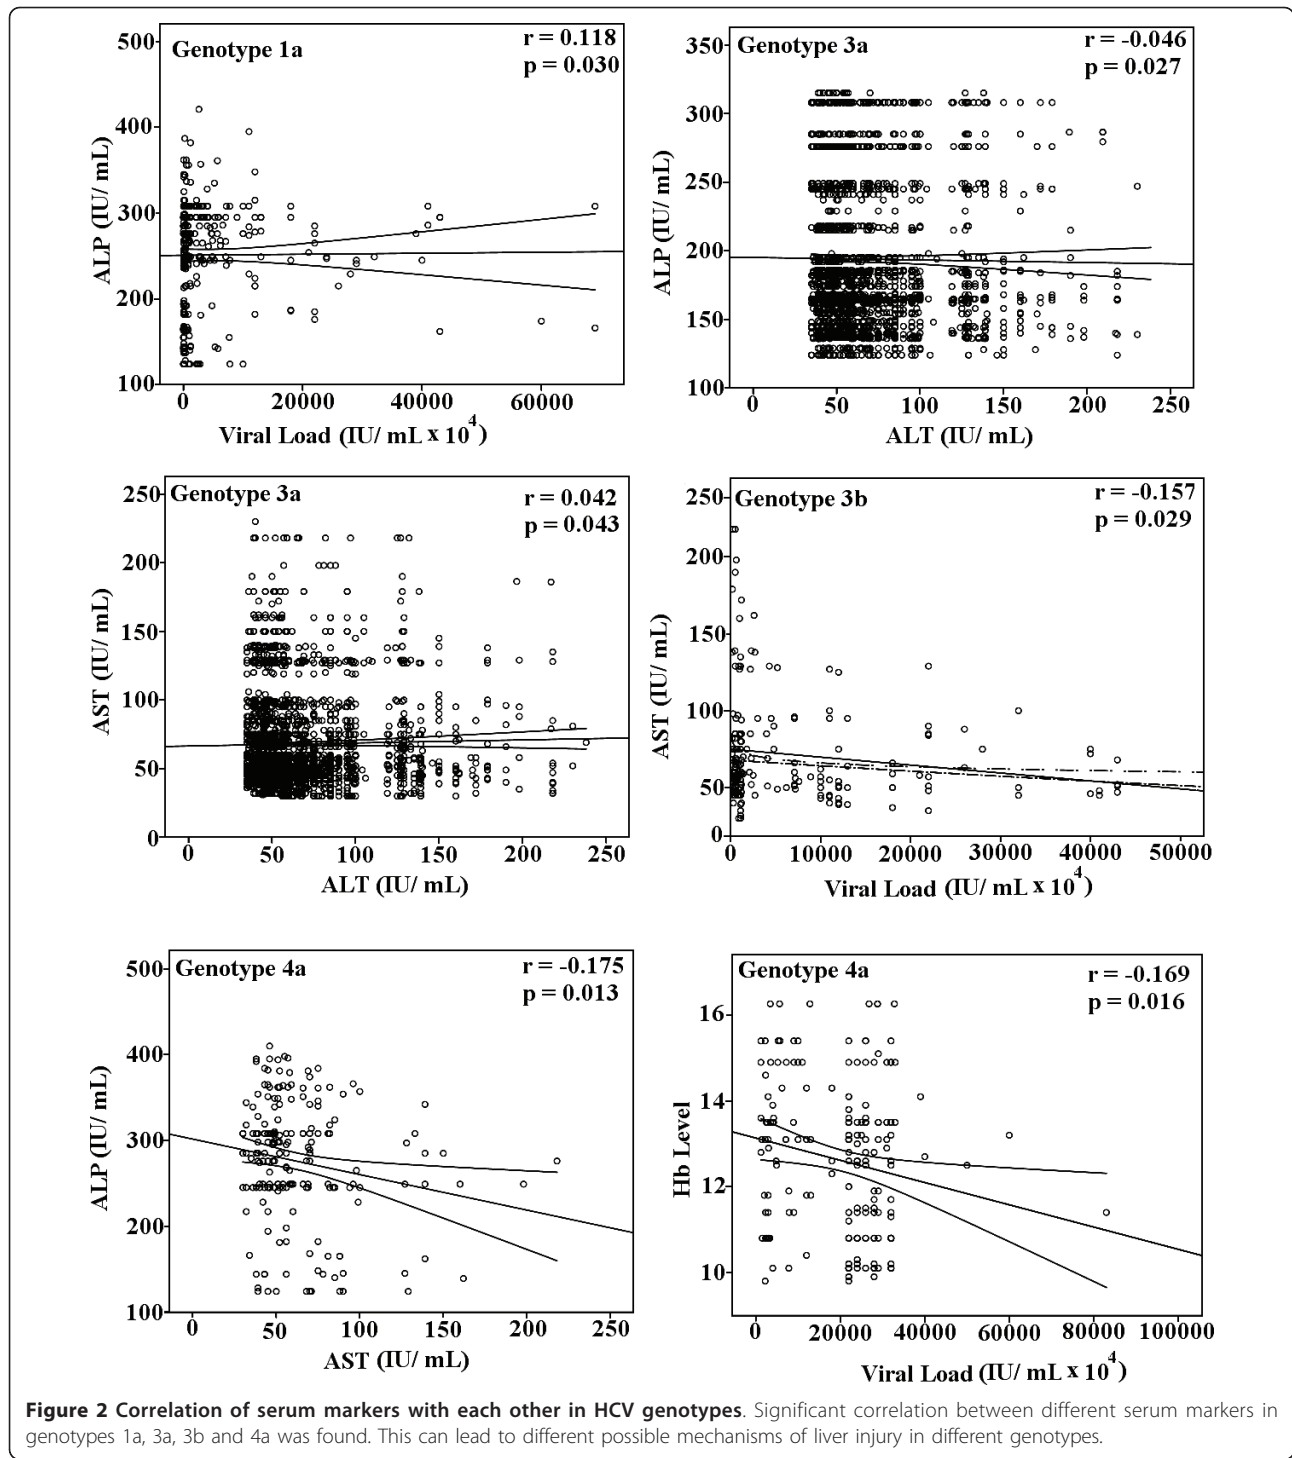 Genotype 1a
r = 0.118
p = 0.030
500
400
300
200
100
ALP (IU/ mL)
0 20000 40000 60000
Viral Load (IU/ mL x 10⁴)
Genotype 3a
r = -0.046
p = 0.027
350
300
250
200
150
100
ALP (IU/ mL)
0 50 100 150 200 250
ALT (IU/ mL)
Genotype 3a
r = 0.042
p = 0.043
250
200
150
100
50
0
AST (IU/ mL)
0 50 100 150 200 250
ALT (IU/ mL)
Genotype 3b
r = -0.157
p = 0.029
250
200
150
100
50
0
AST (IU/ mL)
0 10000 20000 30000 40000 50000
Viral Load (IU/ mL x 10⁴)
Genotype 4a
r = -0.175
p = 0.013
500
400
300
200
100
ALP (IU/ mL)
0 50 100 150 200 250
AST (IU/ mL)
Genotype 4a
r = -0.169
p = 0.016
16
14
12
10
Hb Level
0 20000 40000 60000 80000 100000
Viral Load (IU/ mL x 10⁴)
Figure 2 Correlation of serum markers with each other in HCV genotypes. Significant correlation between different serum markers in
genotypes 1a, 3a, 3b and 4a was found. This can lead to different possible mechanisms of liver injury in different genotypes.